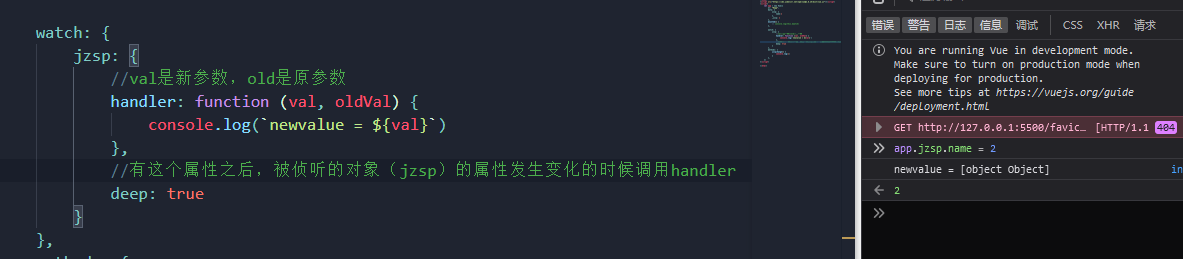 watch: {
jzsp: {
//val是新参数，old是原参数
handler: function (val, oldVal) {
console.log(`newvalue = ${val}`)
},
//有这个属性之后，被侦听的对象（jzsp）的属性发生变化的时候调用handler
deep: true
}
},
错误 警告 日志 信息 调试 CSS XHR 请求
You are running Vue in development mode.
Make sure to turn on production mode when
deploying for production.
See more tips at https://vuejs.org/guide
/deployment.html
GET http://127.0.0.1:5500/favic… [HTTP/1.1 404
app.jzsp.name = 2
newvalue = [object Object] in
2